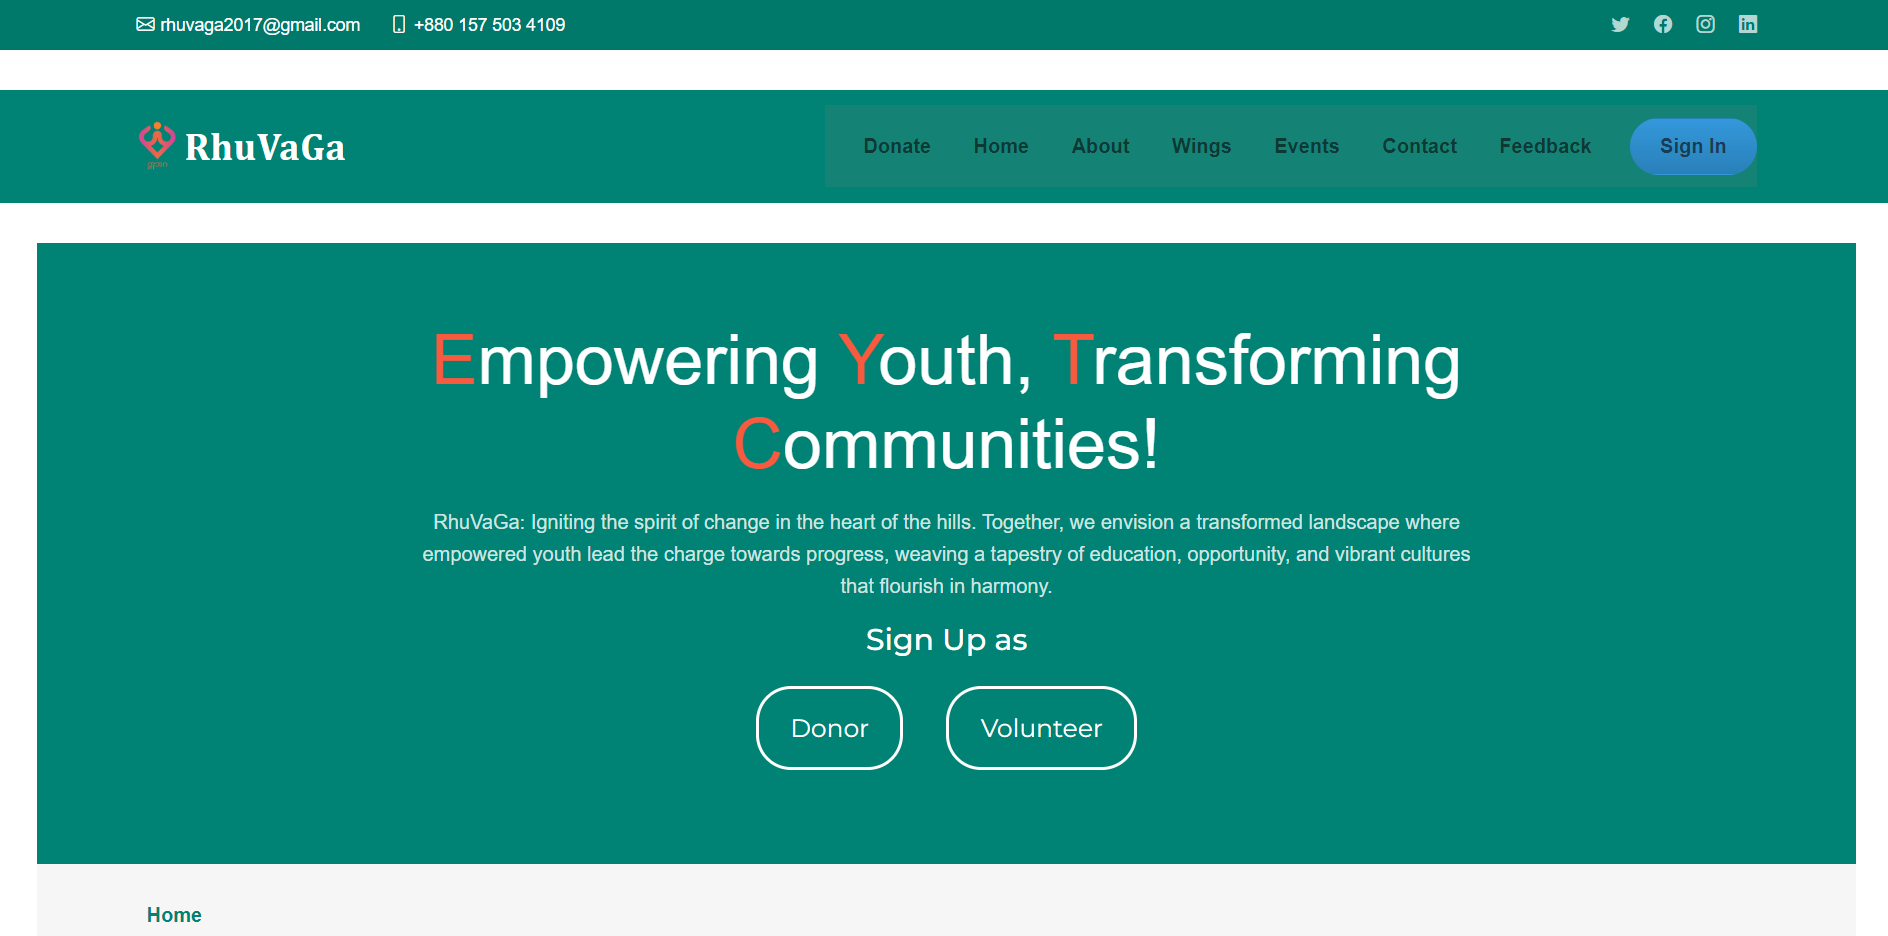 rhuvaga2017@gmail.com +880 157 503 4109
RhuVaGa
Donate Home About Wings Events Contact Feedback Sign In
Empowering Youth, Transforming
Communities!
RhuVaGa: Igniting the spirit of change in the heart of the hills. Together, we envision a transformed landscape where
empowered youth lead the charge towards progress, weaving a tapestry of education, opportunity, and vibrant cultures
that flourish in harmony.
Sign Up as
Donor Volunteer
Home